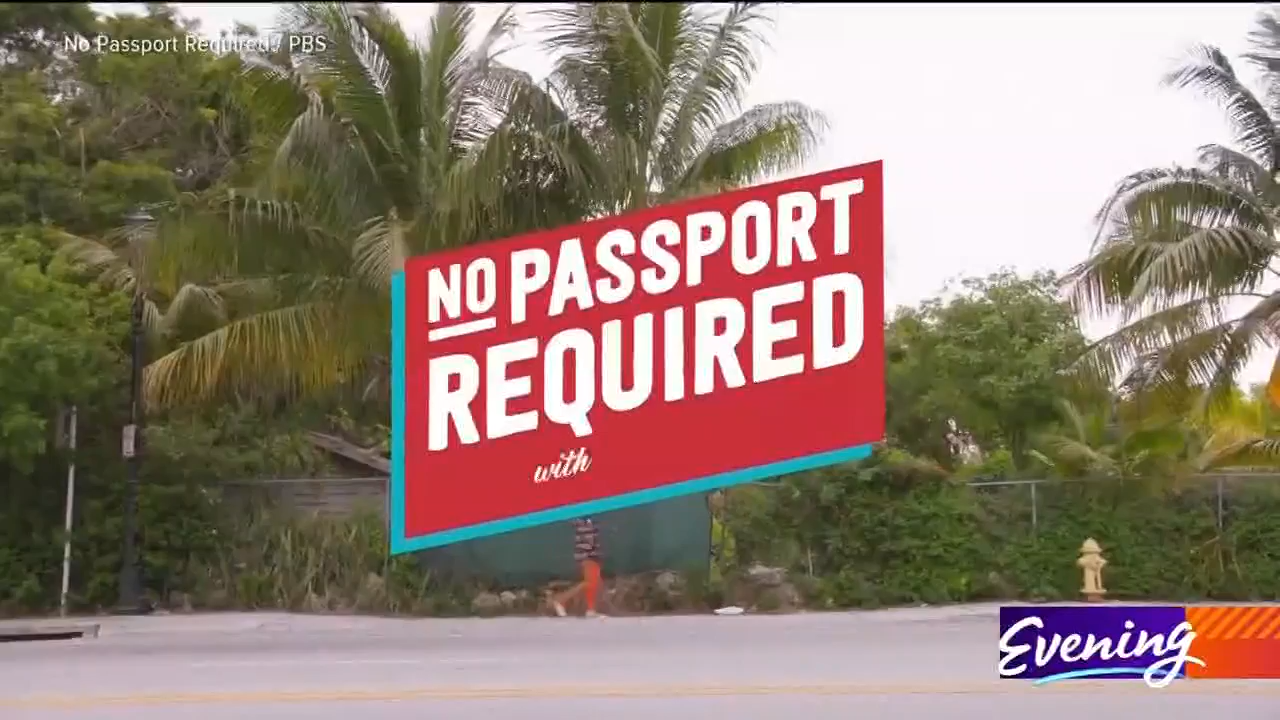 No Passport Required / PBS
NO PASSPORT
REQUIRED
with
Evening